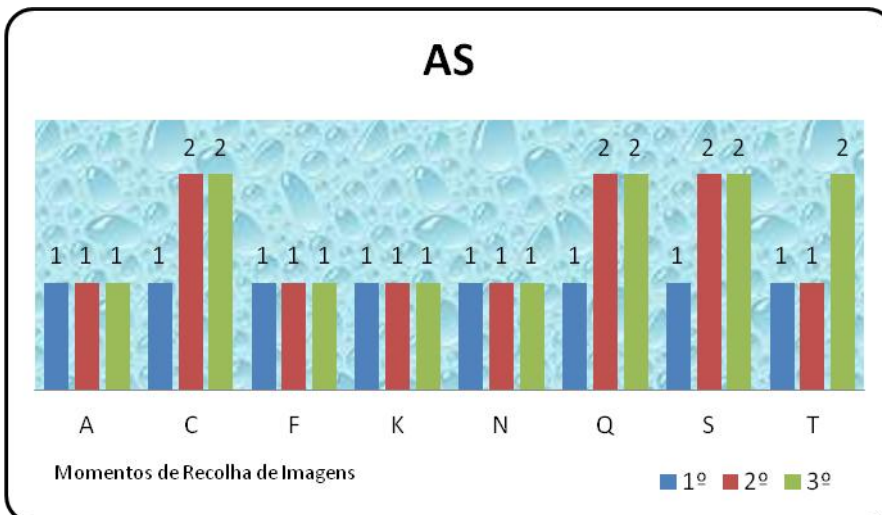 AS
2 2 2 2 2 2 2
1 1 1 1 1 1 1 1 1 1 1 1 1 1 1 1 1
A C F K N Q S T
Momentos de Recolha de Imagens
1º 2º 3º